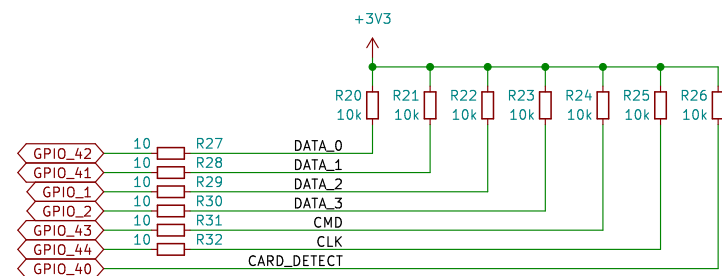 +3V3
R20 R21 R22 R23 R24 R25 R26
10k 10k 10k 10k 10k 10k 10k
GPIO_42 10 R27 DATA_0
GPIO_41 10 R28 DATA_1
GPIO_1 10 R29 DATA_2
GPIO_2 10 R30 DATA_3
GPIO_43 10 R31 CMD
GPIO_44 10 R32 CLK
GPIO_40 CARD_DETECT